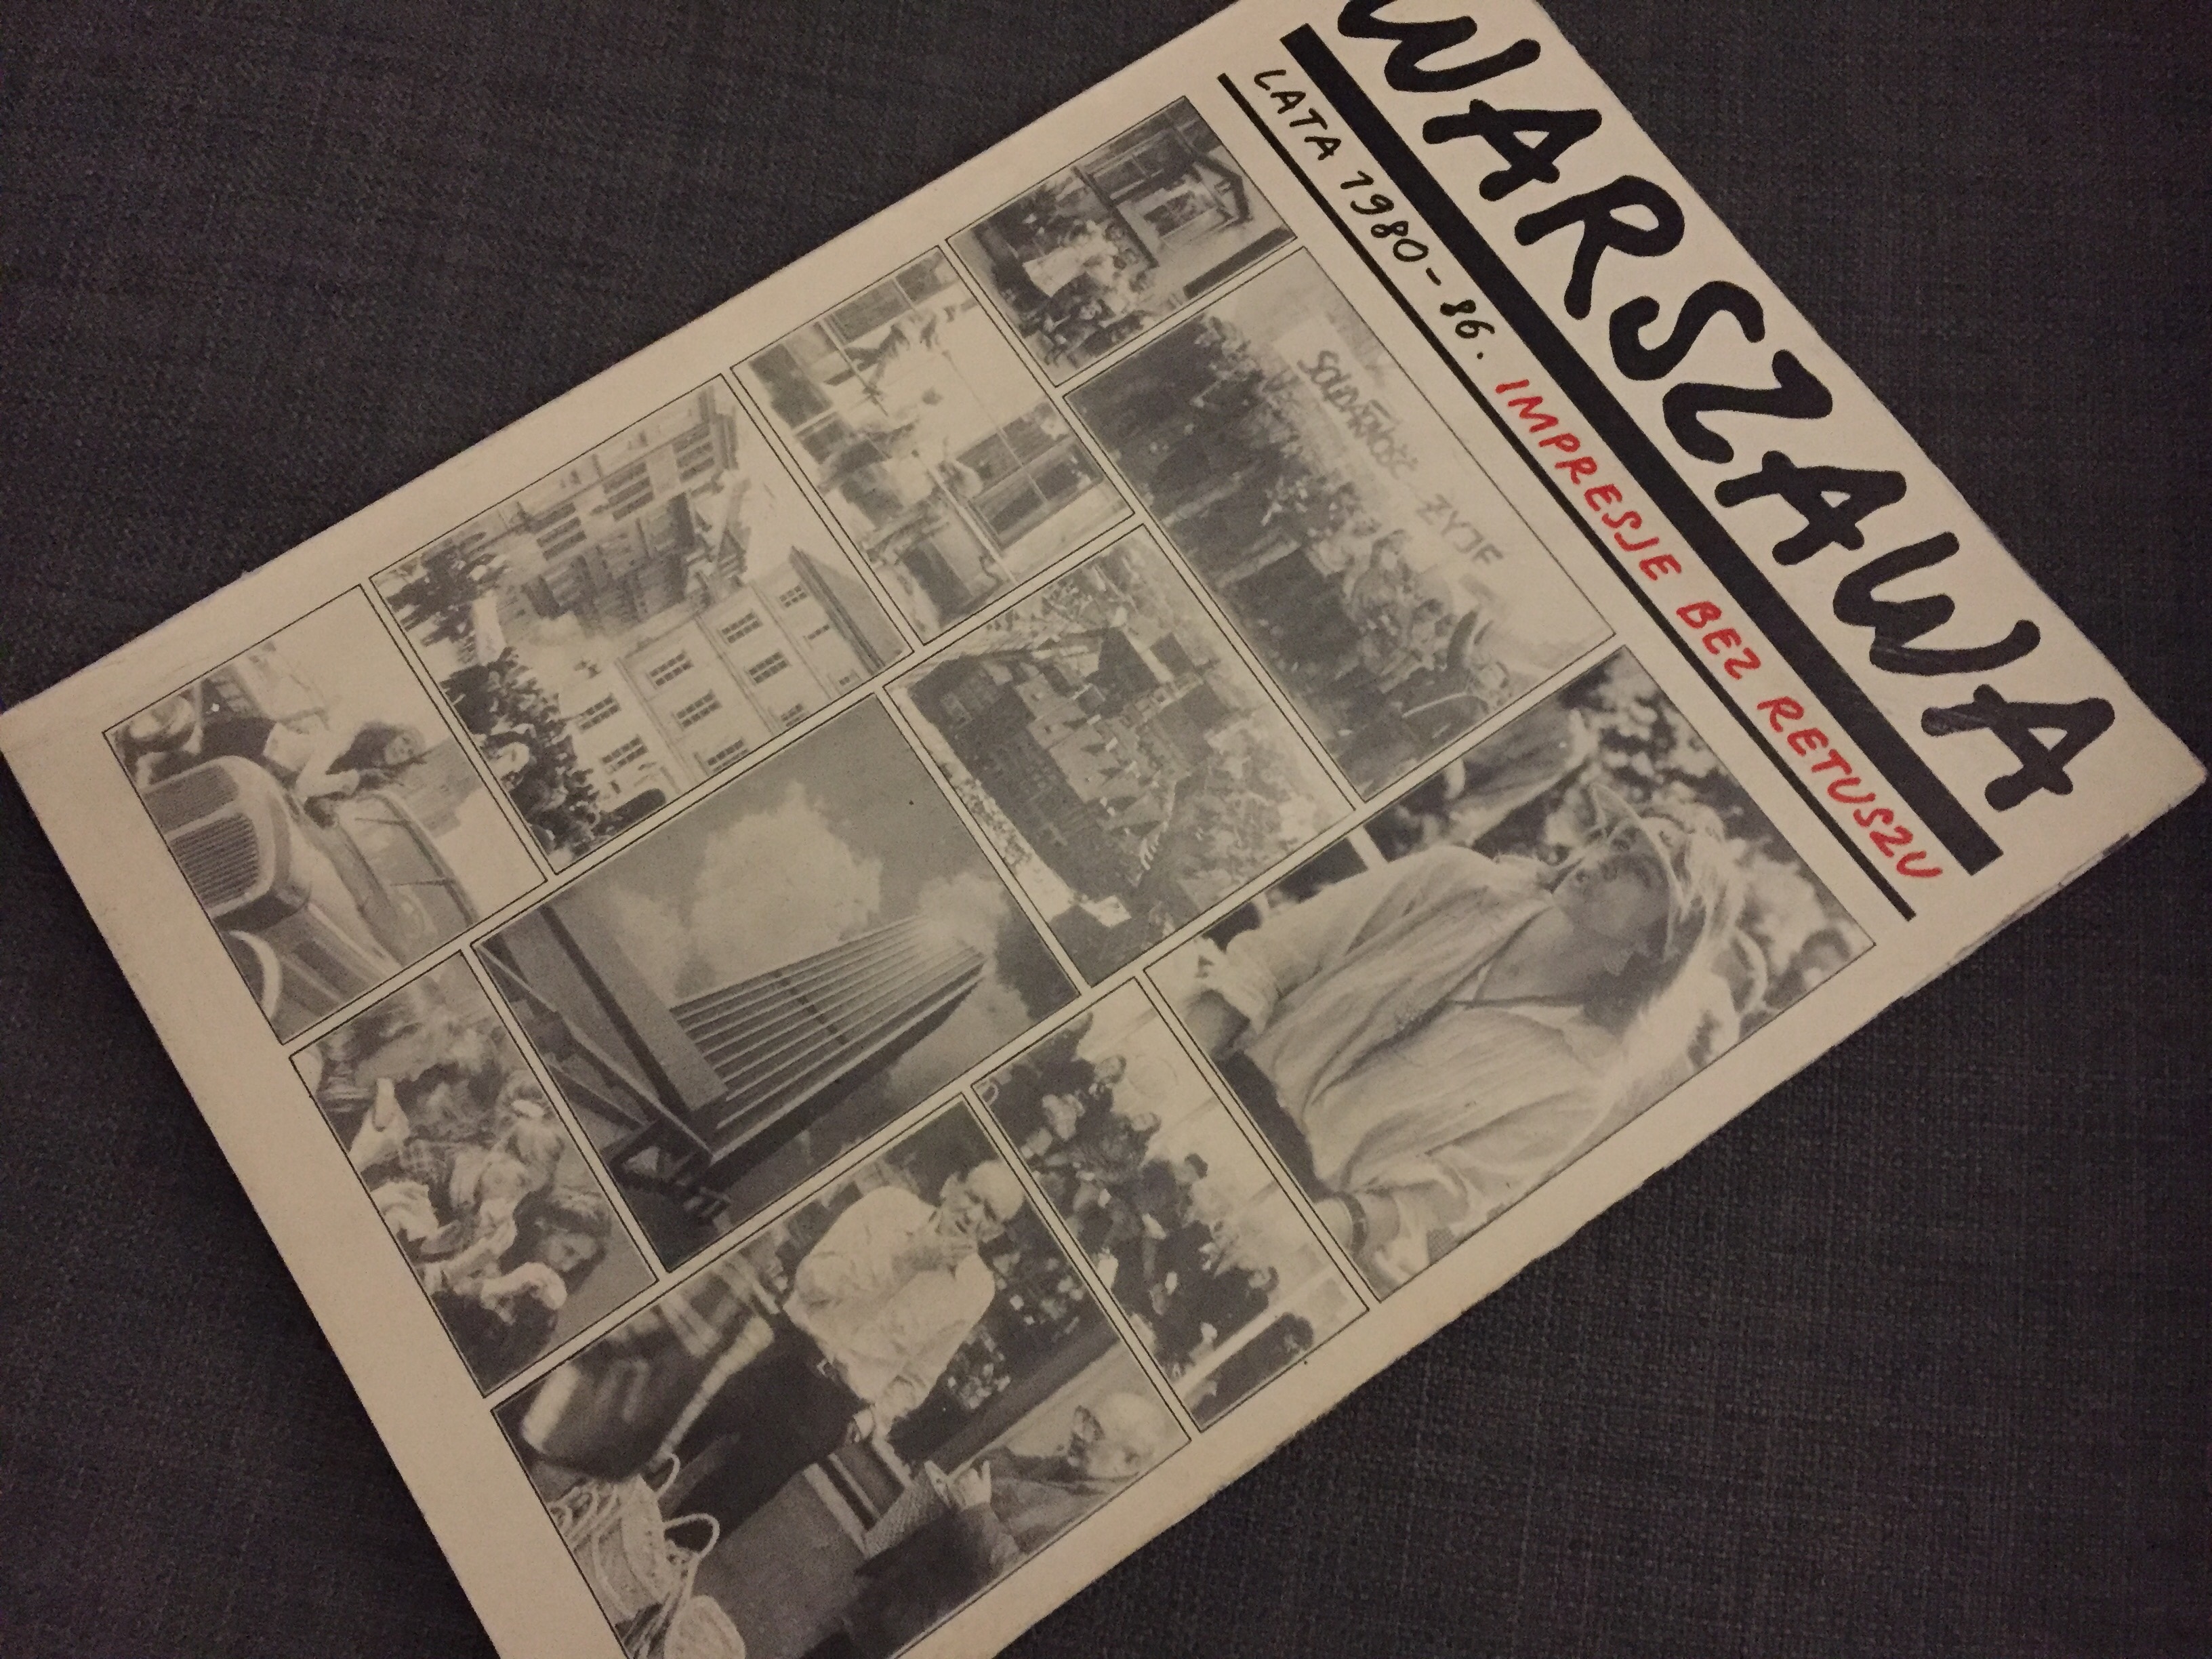 WARSZAWA
LATA 1980-86. IMPRESJE BEZ RETUSZU
SOLIDARNOŚĆ ŻYJE